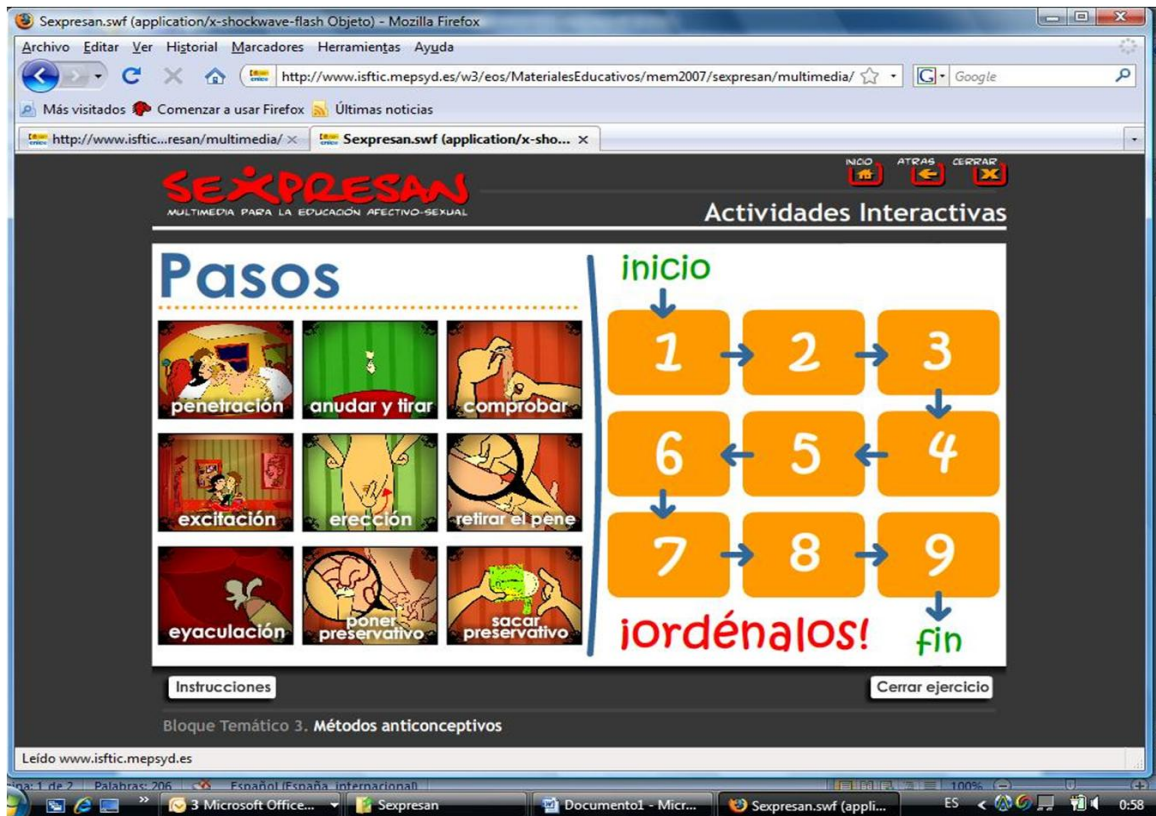 Sexpresan.swf (application/x-shockwave-flash Objeto) - Mozilla Firefox
Archivo Editar Ver Historial Marcadores Herramientas Ayuda
http://www.isftic.mepsyd.es/w3/eos/MaterialesEducativos/mem2007/sexpresan/multimedia/ G Google
Más visitados Comenzar a usar Firefox Últimas noticias
http://www.isftic...resan/multimedia/ Sexpresan.swf (application/x-sho...
INICIO ATRAS CERRAR
SEXPRESAN
MULTIMEDIA PARA LA EDUCACIÓN AFECTIVO-SEXUAL
Actividades Interactivas
Pasos
penetración anudar y tirar comprobar
excitación erección retirar el pene
eyaculación poner preservativo sacar preservativo
inicio
1 2 3
6 5 4
7 8 9
¡ordénalos! fin
Instrucciones Cerrar ejercicio
Bloque Temático 3. Métodos anticonceptivos
Leído www.isftic.mepsyd.es
1 de 2 Palabras: 206 Español (España, internacional) 100%
3 Microsoft Office... Sexpresan Documento1 - Micr... Sexpresan.swf (appli... ES 0:58